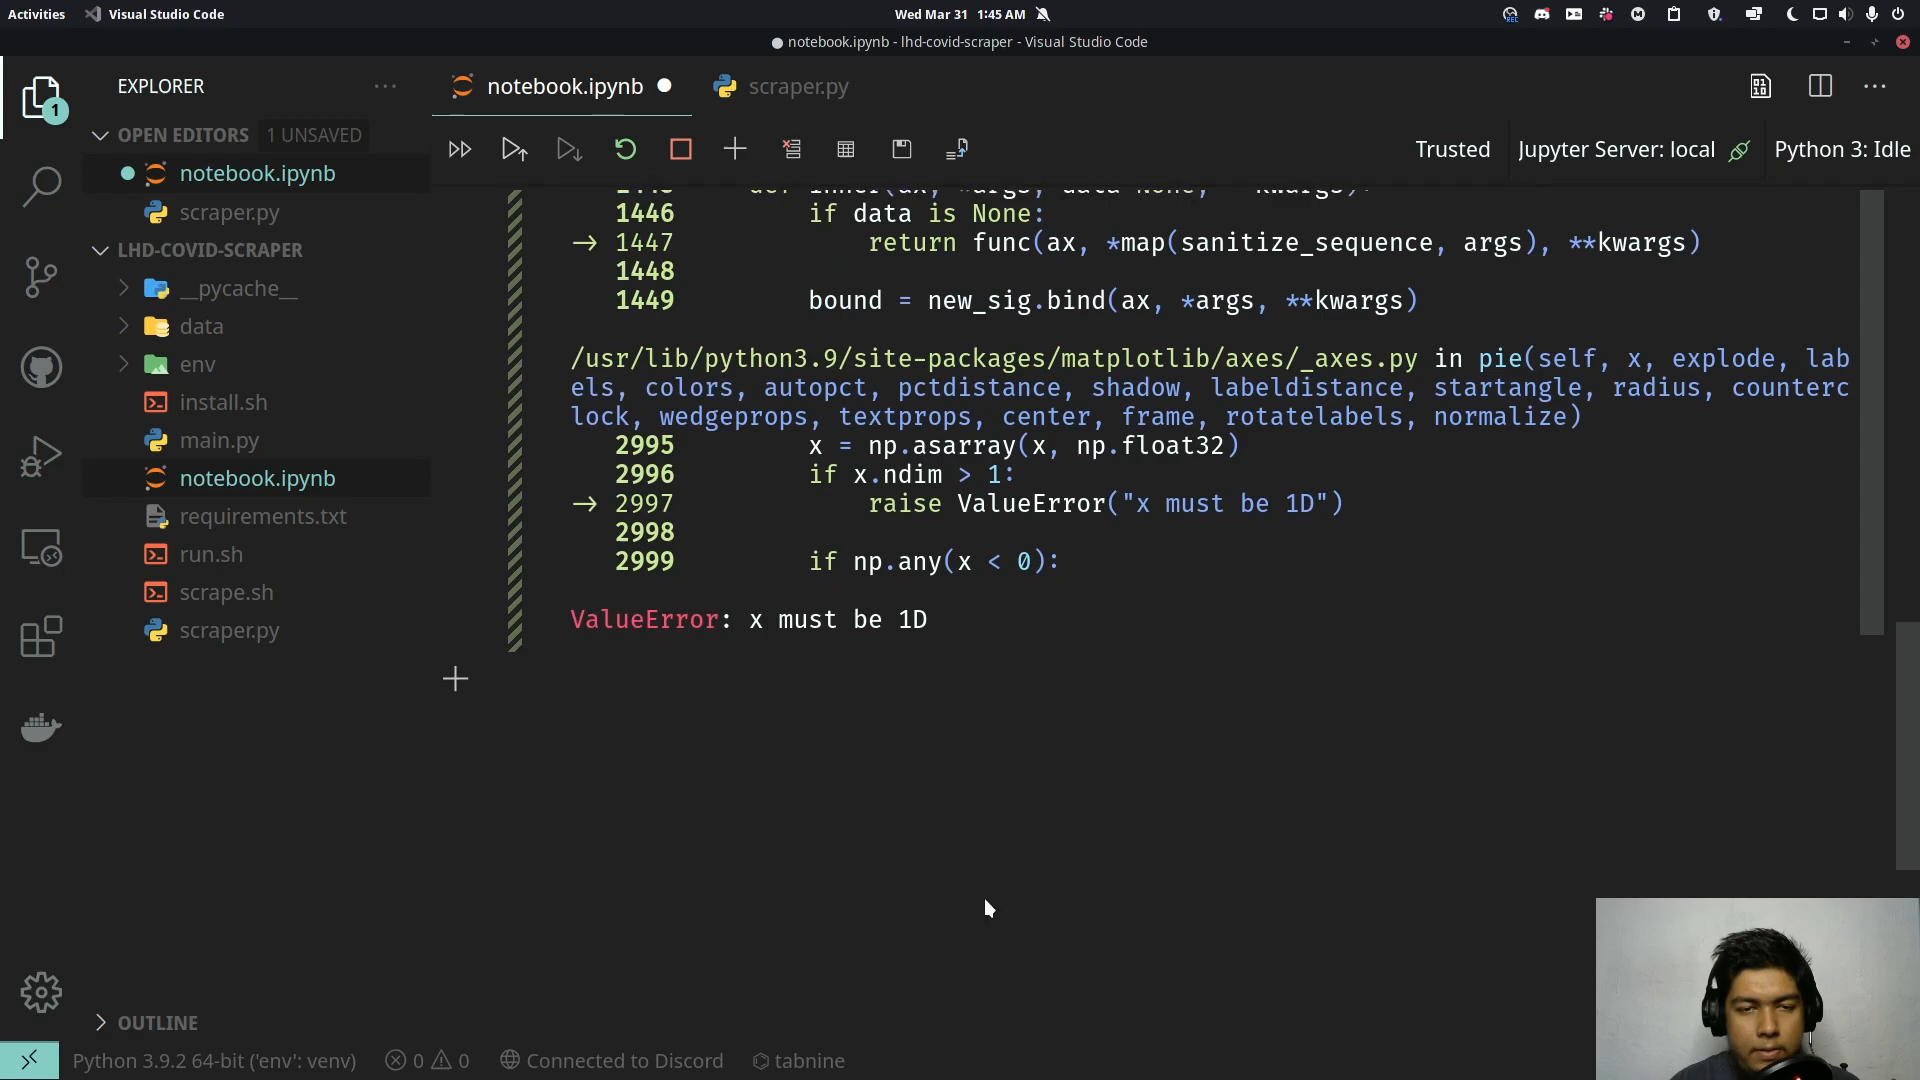 Activities
Visual Studio Code
Wed Mar 31 1:45 AM
notebook.ipynb - lhd-covid-scraper - Visual Studio Code
EXPLORER
notebook.ipynb
scraper.py
1
OPEN EDITORS
1 UNSAVED
Trusted
Jupyter Server: local
Python 3: Idle
notebook.ipynb
scraper.py
LHD-COVID-SCRAPER
__pycache__
data
env
install.sh
main.py
notebook.ipynb
requirements.txt
run.sh
scrape.sh
scraper.py
1446 if data is None:
→ 1447 return func(ax, *map(sanitize_sequence, args), **kwargs)
1448
1449 bound = new_sig.bind(ax, *args, **kwargs)
/usr/lib/python3.9/site-packages/matplotlib/axes/_axes.py in pie(self, x, explode, lab
els, colors, autopct, pctdistance, shadow, labeldistance, startangle, radius, counterc
lock, wedgeprops, textprops, center, frame, rotatelabels, normalize)
2995 x = np.asarray(x, np.float32)
2996 if x.ndim > 1:
→ 2997 raise ValueError("x must be 1D")
2998
2999 if np.any(x < 0):
ValueError: x must be 1D
OUTLINE
Python 3.9.2 64-bit ('env': venv)
0
0
Connected to Discord
tabnine